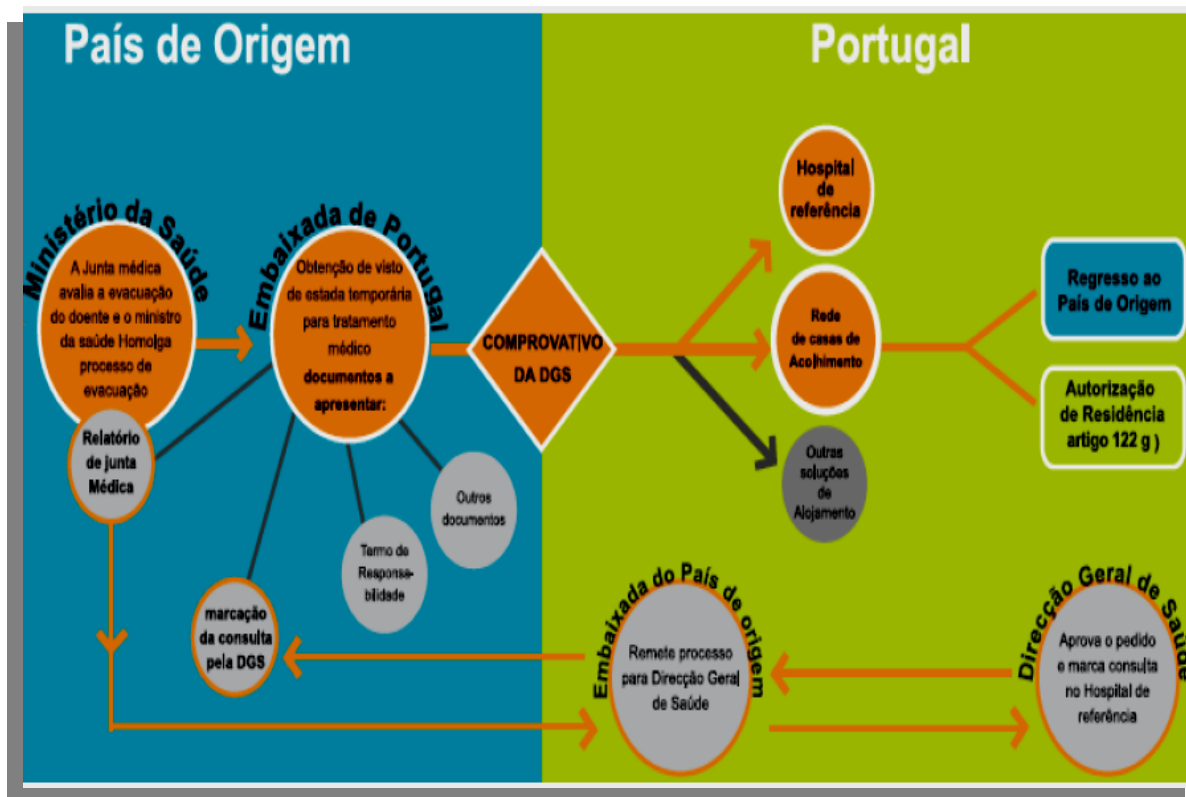 País de Origem
Portugal
Ministério da Saúde
A Junta médica
avalia a evacuação
do doente e o ministro
da saúde Homolga
processo de
evacuação
Relatório
de junta
Médica
Embaixada de Portugal
Obtenção de visto
de estada temporária
para tratamento
médico
documentos a
apresentar:
Outros
documentos
Termo de
Responsa-
bilidade
marcação
da consulta
pela DGS
COMPROVATIVO
DA DGS
Hospital
de
referência
Rede
de casas de
Acolhimento
Outras
soluções
de
Alojamento
Regresso ao
País de Origem
Autorização
de Residência
artigo 122 g )
Embaixada do País de origem
Remete processo
para Direcção Geral
de Saúde
Direcção Geral de Saúde
Aprova o pedido
e marca consulta
no Hospital de
referência